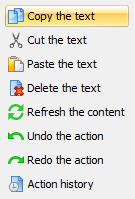 Copy the text
Cut the text
Paste the text
Delete the text
Refresh the content
Undo the action
Redo the action
Action history